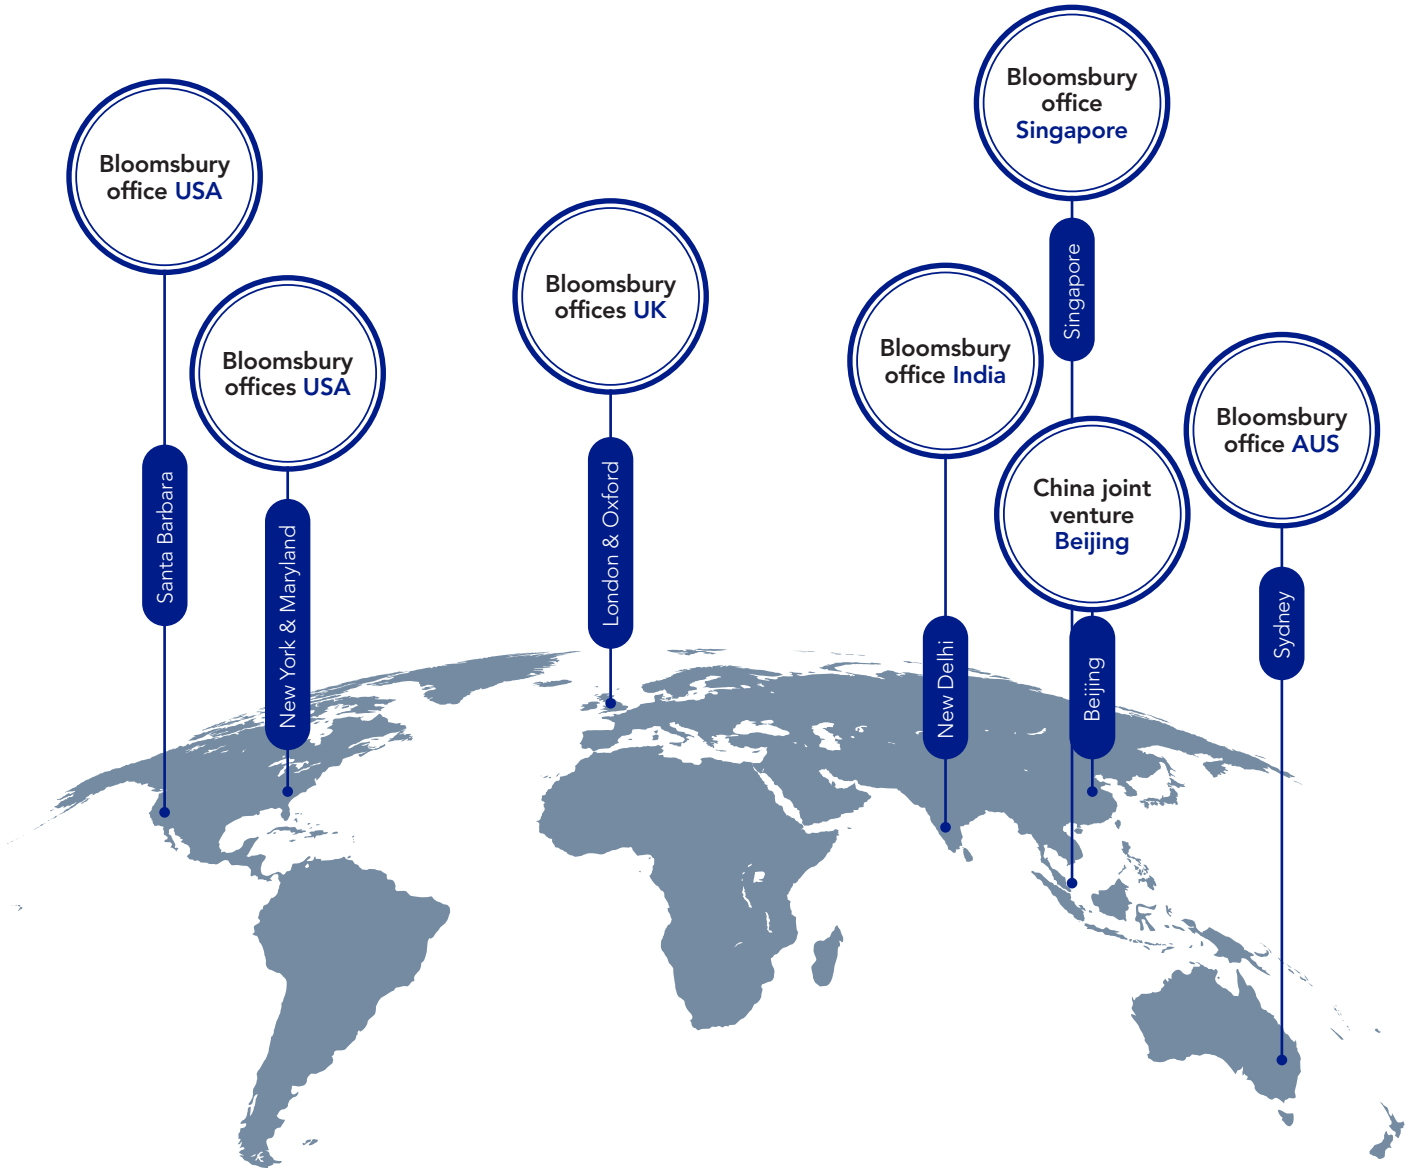 Bloomsbury
office USA
Santa Barbara
Bloomsbury
offices USA
New York & Maryland
Bloomsbury
offices UK
London & Oxford
Bloomsbury
office India
New Delhi
Bloomsbury
office
Singapore
Singapore
China joint
venture
Beijing
Beijing
Bloomsbury
office AUS
Sydney